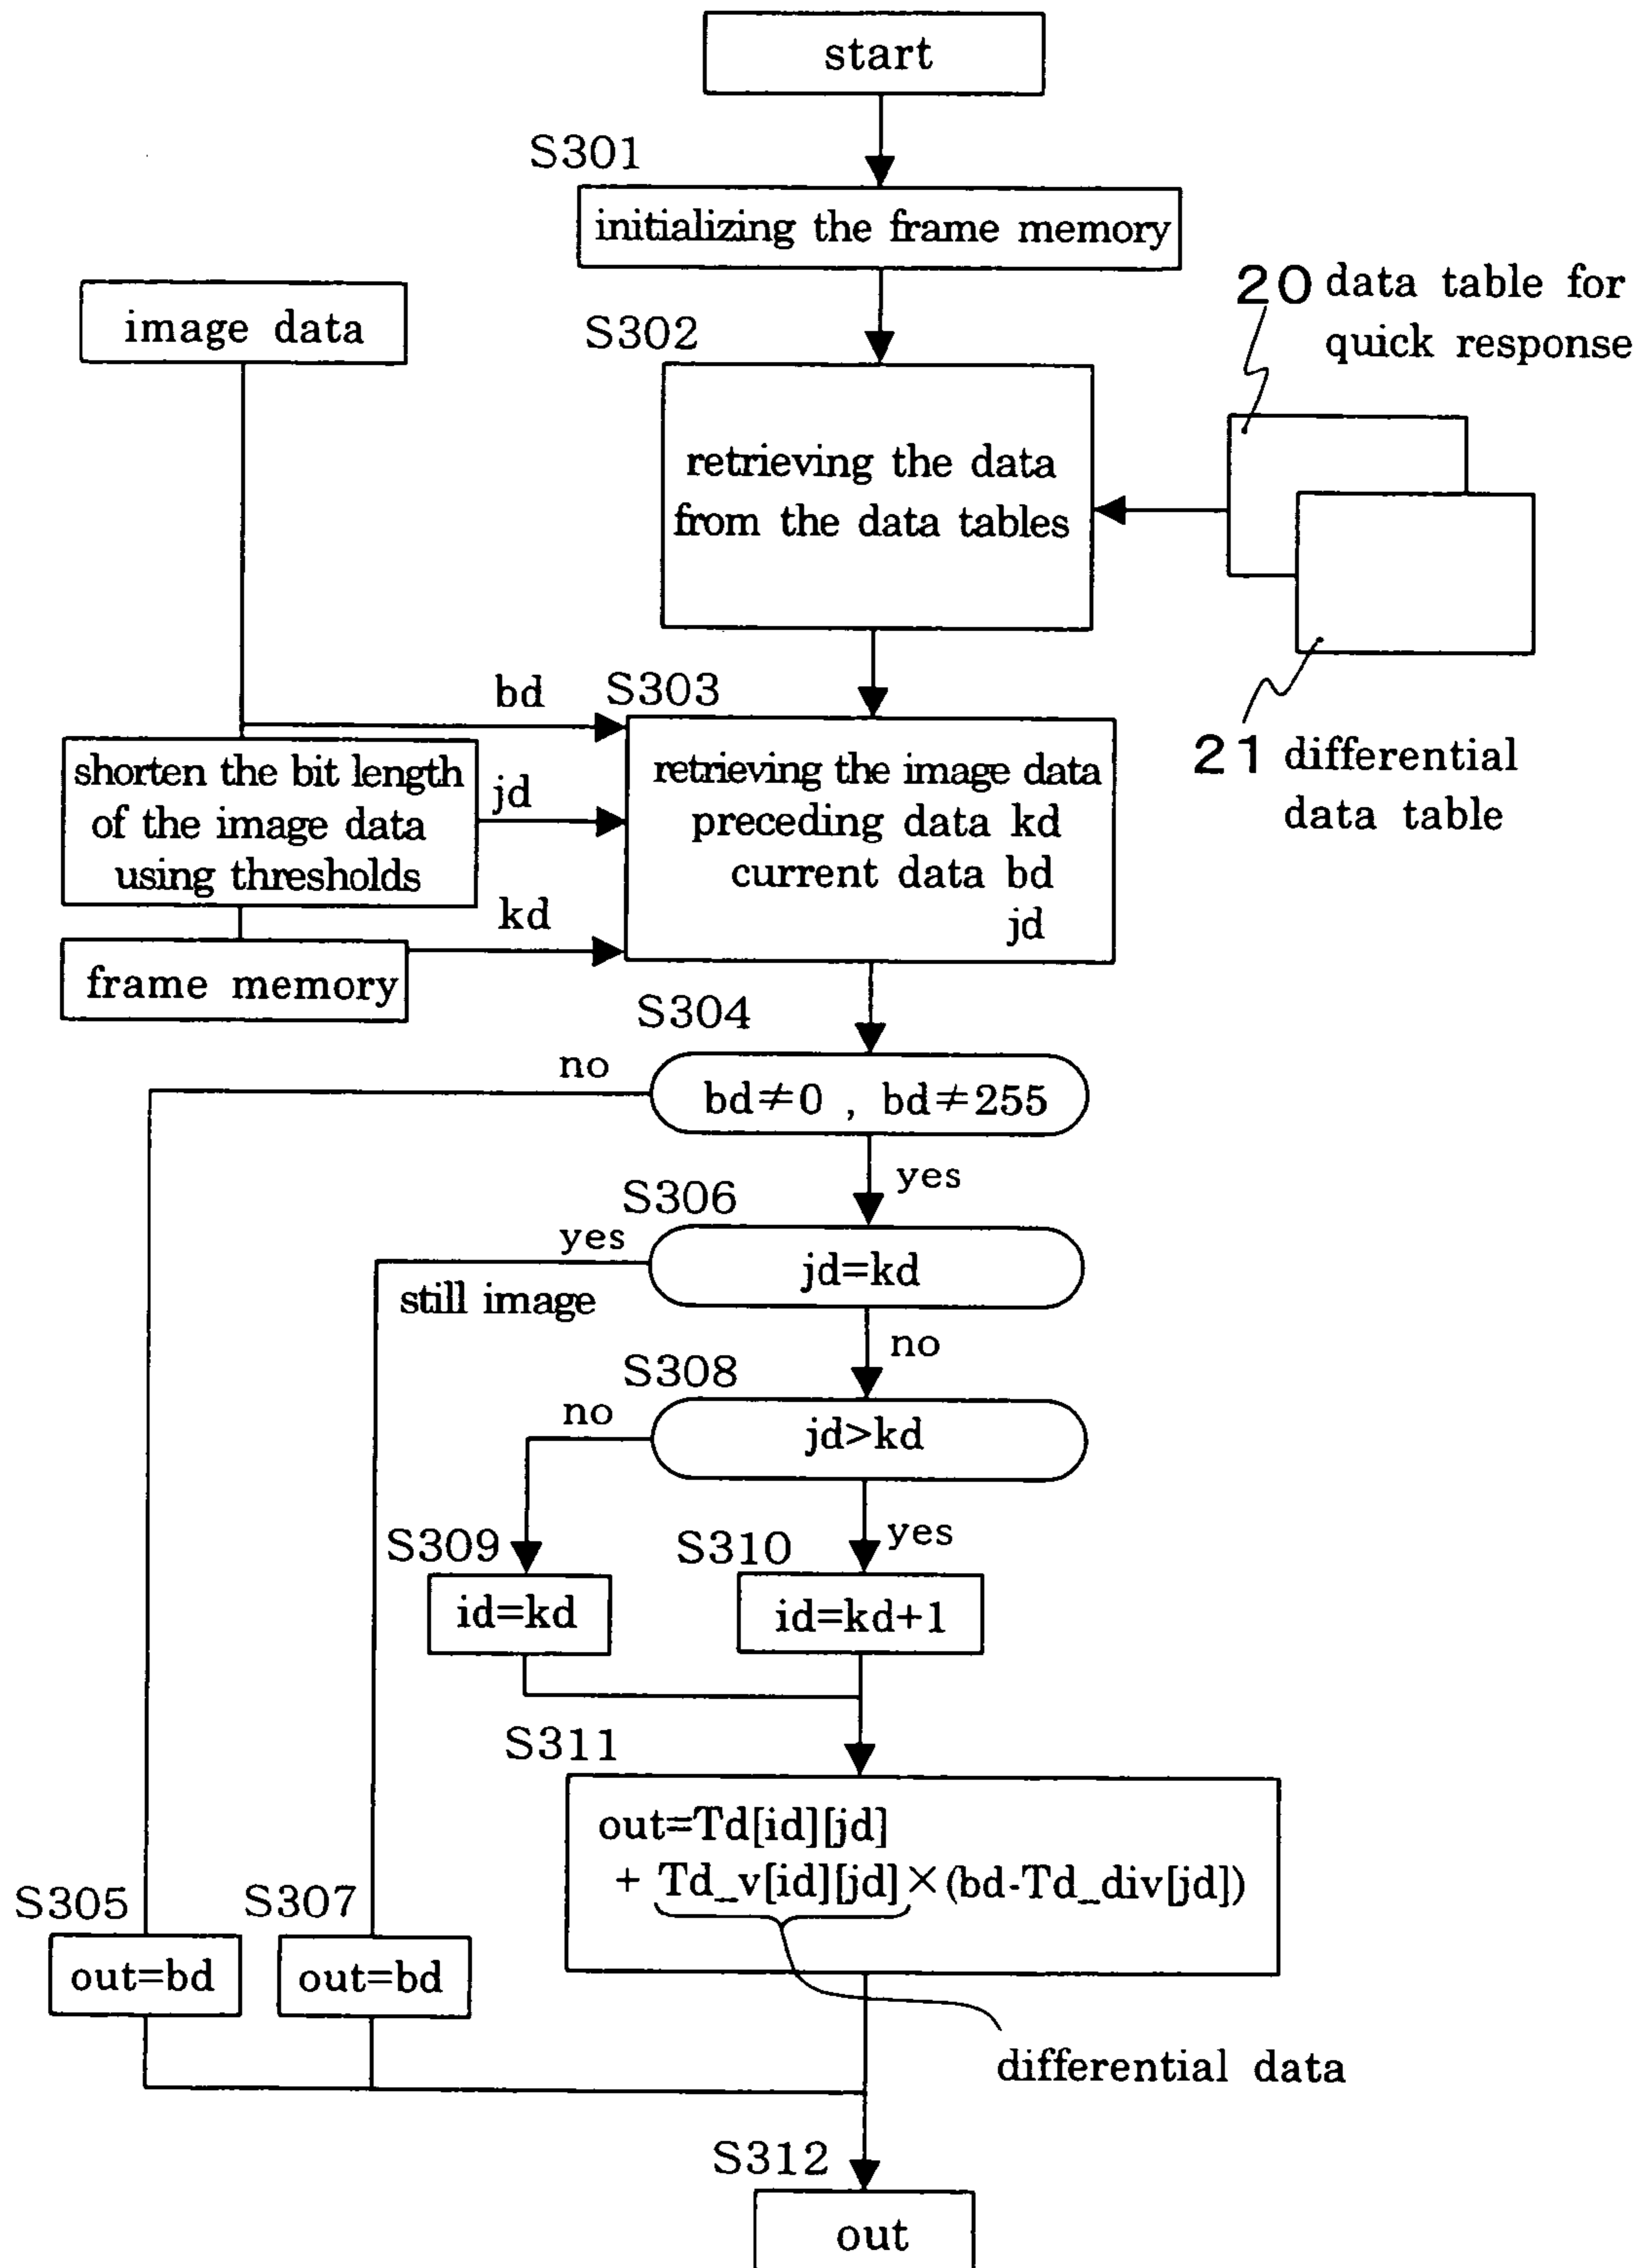 start
S301
initializing the frame memory
image data
S302
20 data table for
quick response
retrieving the data
from the data tables
bd
S303
21 differential
data table
shorten the bit length
of the image data
using thresholds
jd
retrieving the image data
preceding data kd
current data bd
jd
kd
frame memory
S304
no
bd≠0 , bd≠255
yes
S306
yes
jd=kd
still image
no
S308
no
jd>kd
yes
S309
S310
id=kd
id=kd+1
S311
out=Td[id][jd]
+ Td_v[id][jd]×(bd-Td_div[jd])
S305
S307
out=bd
out=bd
differential data
S312
out